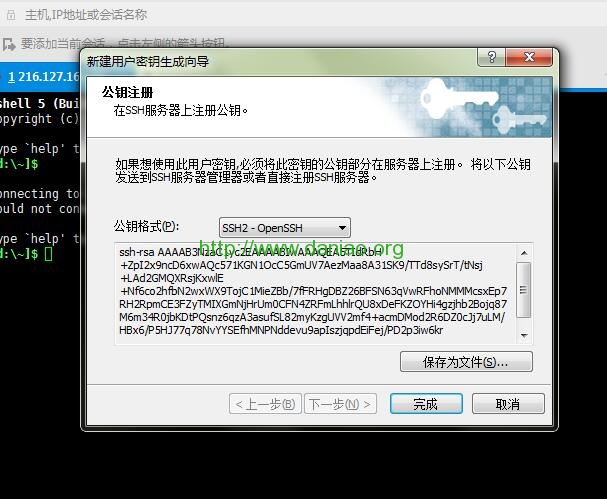 主机,IP地址或会话名称
要添加当前会话，点击左侧的箭头按钮。
1 216.127.16
新建用户密钥生成向导
shell 5 (Bui
opyright (c)
ype `help' t
d:\~]$
onnecting to
ould not con
ype `help' t
d:\~]$
公钥注册
在SSH服务器上注册公钥。
如果想使用此用户密钥,必须将此密钥的公钥部分在服务器上注册。 将以下公钥
发送到SSH服务器管理器或者直接注册SSH服务器。
公钥格式(F):
SSH2 - OpenSSH
http://www.daniao.org
ssh-rsa
+ZpI2x9ncD6xwAQc571KGN1OcC5GmUV7AezMaa8A31SK9/TTd8sySrT/tNsj
+LAd2GMQXRsjKxwlE
+Nf6co2hfbN2wxWX9TojC1MieZBb/7fFRHgDBZ26BFSN63qVwRFhoNMMMcsxEp7
RH2RpmCE3FZyTMIXGmNjHrUm0CFN4ZRFmLhhlrQU8xDeFKZOYHi4gzjhb2Bojq87
M6m34R0jbKDtPQsnz6qzA3asufSL82myKzgUVV2mf4+acmDMod2R6DZ0cJj7uLM/
HBx6/P5HJ77q78NvYYSEfhMNPNddevu9apIszjqpdEiFej/PD2p3iw6kr
保存为文件(S)...
< 上一步(B)
下一步(N) >
完成
取消